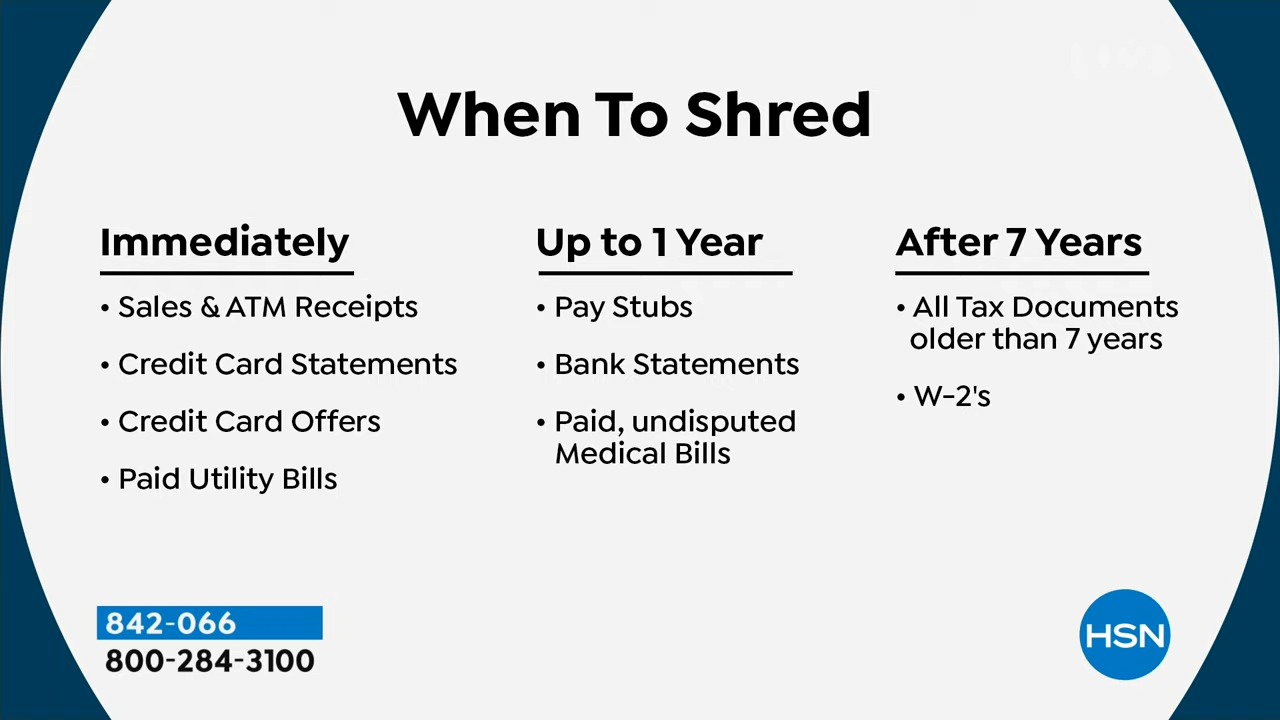 When To Shred
Immediately
• Sales & ATM Receipts
• Credit Card Statements
• Credit Card Offers
• Paid Utility Bills
Up to 1 Year
• Pay Stubs
• Bank Statements
• Paid, undisputed
Medical Bills
After 7 Years
• All Tax Documents
older than 7 years
• W-2's
842-066
800-284-3100
HSN